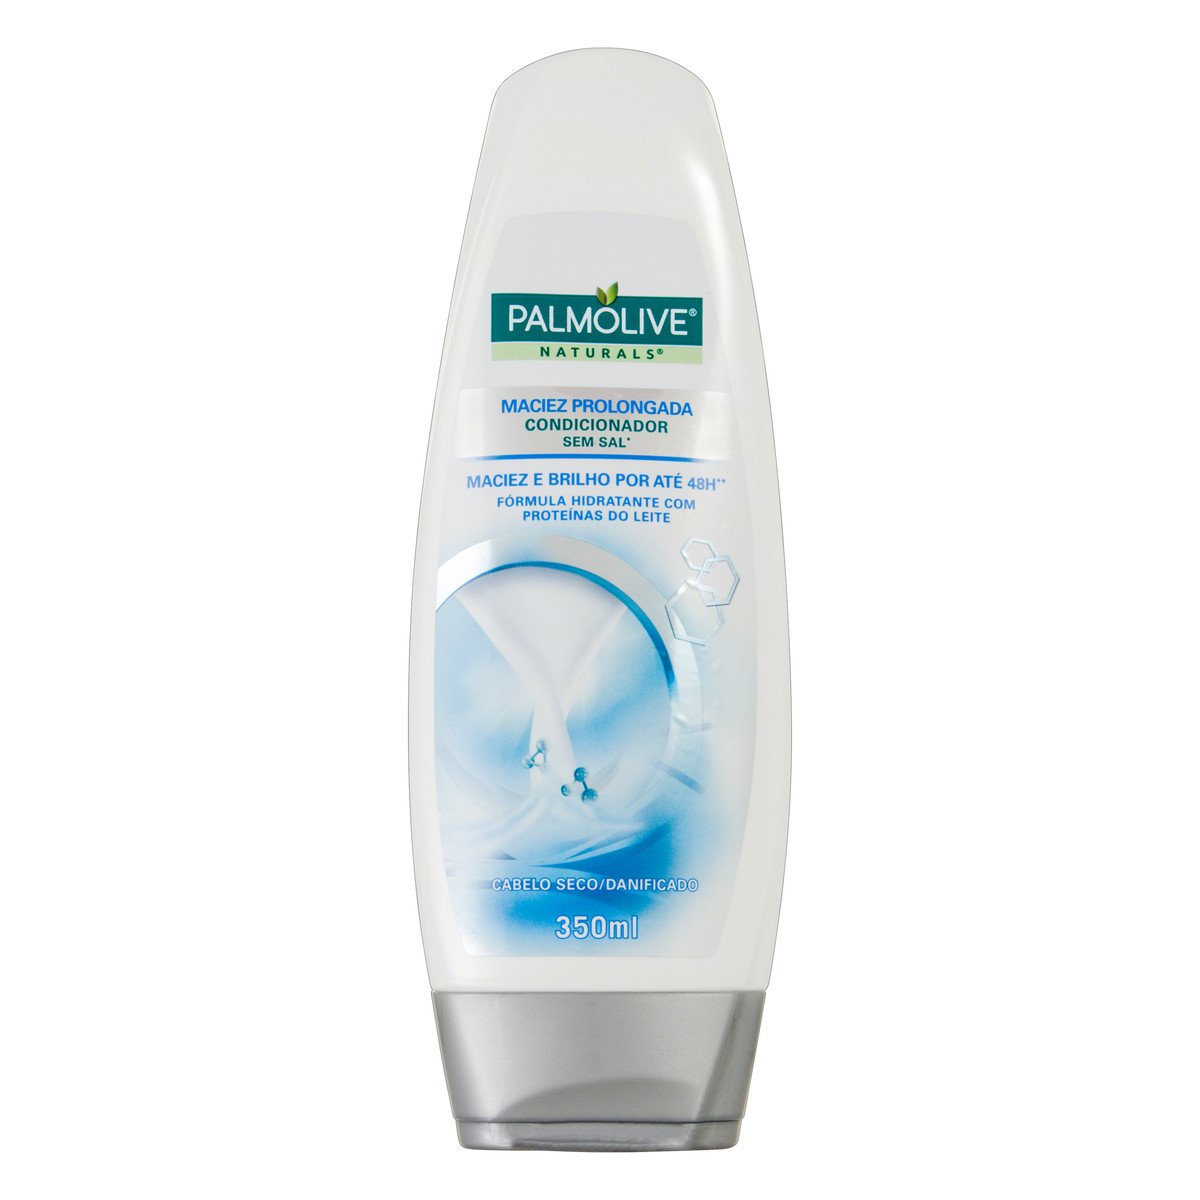 PALMOLIVE®
NATURALS®
MACIEZ PROLONGADA
CONDICIONADOR
SEM SAL*
MACIEZ E BRILHO POR ATÉ 48H**
FÓRMULA HIDRATANTE COM
PROTEÍNAS DO LEITE
CABELO SECO/DANIFICADO
350ml